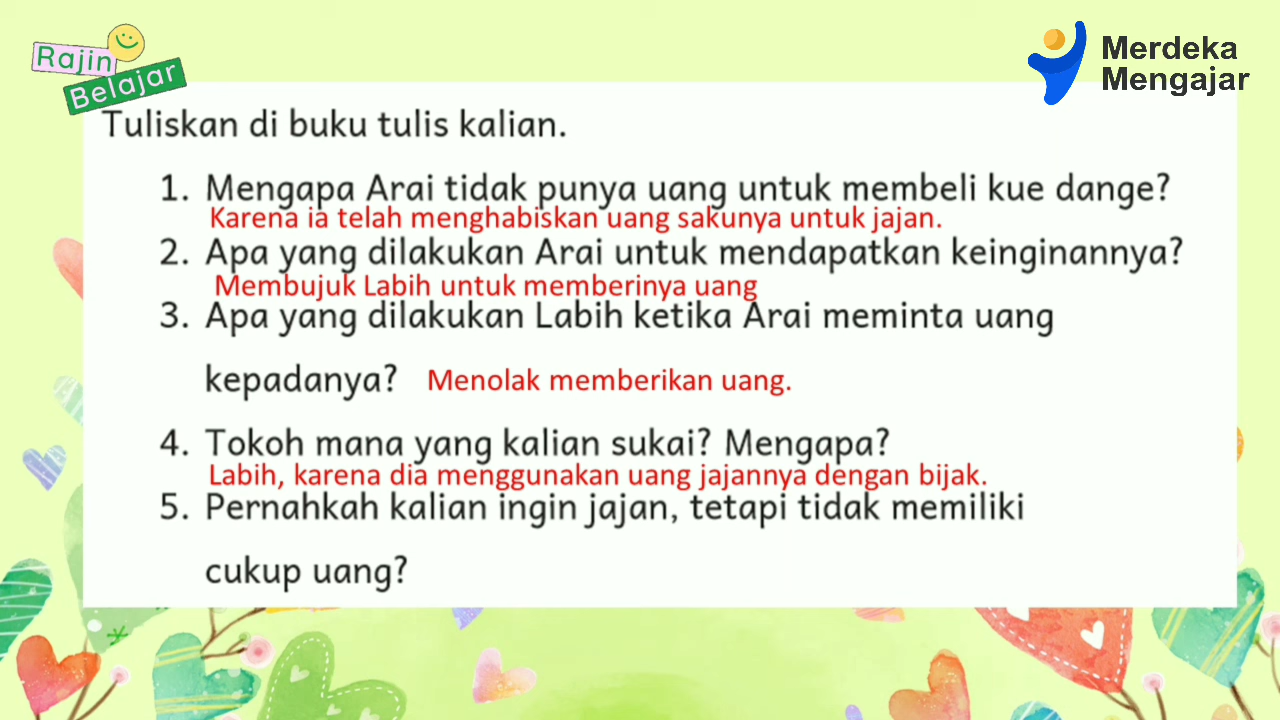 Rajin
Belajar
Merdeka
Mengajar
Tuliskan di buku tulis kalian.
1. Mengapa Arai tidak punya uang untuk membeli kue dange?
Karena ia telah menghabiskan uang sakunya untuk jajan.
2. Apa yang dilakukan Arai untuk mendapatkan keinginannya?
Membujuk Labih untuk memberinya uang
3. Apa yang dilakukan Labih ketika Arai meminta uang
kepadanya? Menolak memberikan uang.
4. Tokoh mana yang kalian sukai? Mengapa?
Labih, karena dia menggunakan uang jajannya dengan bijak.
5. Pernahkah kalian ingin jajan, tetapi tidak memiliki
cukup uang?